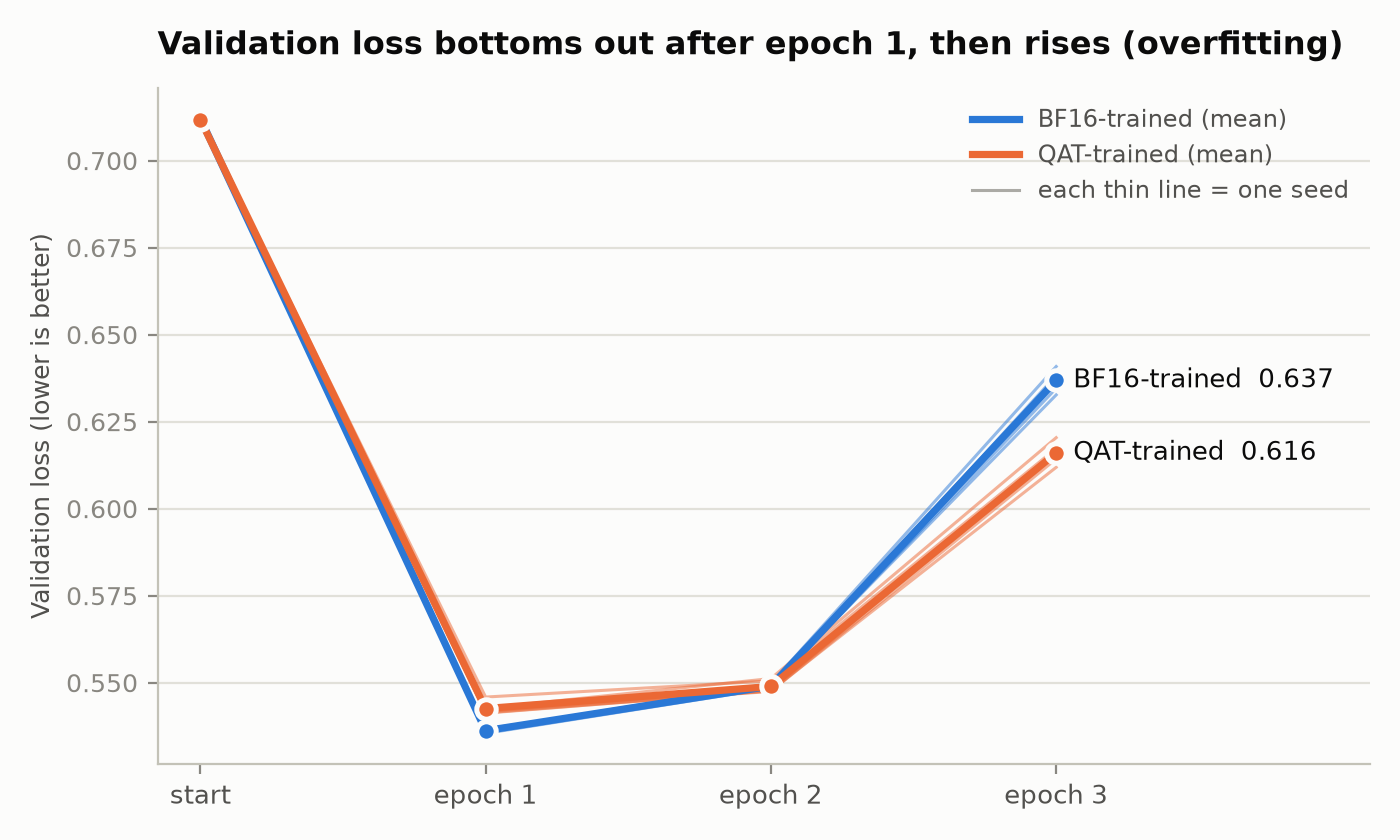 Validation loss bottoms out after epoch 1, then rises (overfitting)
BF16-trained (mean)
QAT-trained (mean)
each thin line = one seed
Validation loss (lower is better)
0.700
0.675
0.650
0.625
0.600
0.575
0.550
BF16-trained 0.637
QAT-trained 0.616
start
epoch 1
epoch 2
epoch 3